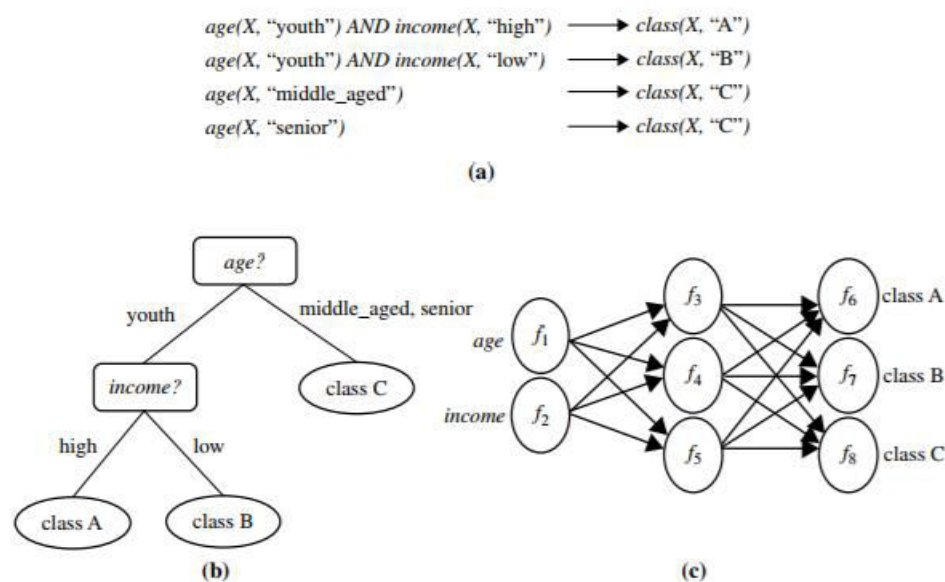 age(X, “youth”) AND income(X, “high”) class(X, “A”)
age(X, “youth”) AND income(X, “low”) class(X, “B”)
age(X, “middle_aged”) class(X, “C”)
age(X, “senior”) class(X, “C”)
(a)
age?
youth
middle_aged, senior
income?
class C
high
low
class A
class B
(b)
age
income
f1
f2
f3
f4
f5
f6
f7
f8
class A
class B
class C
(c)